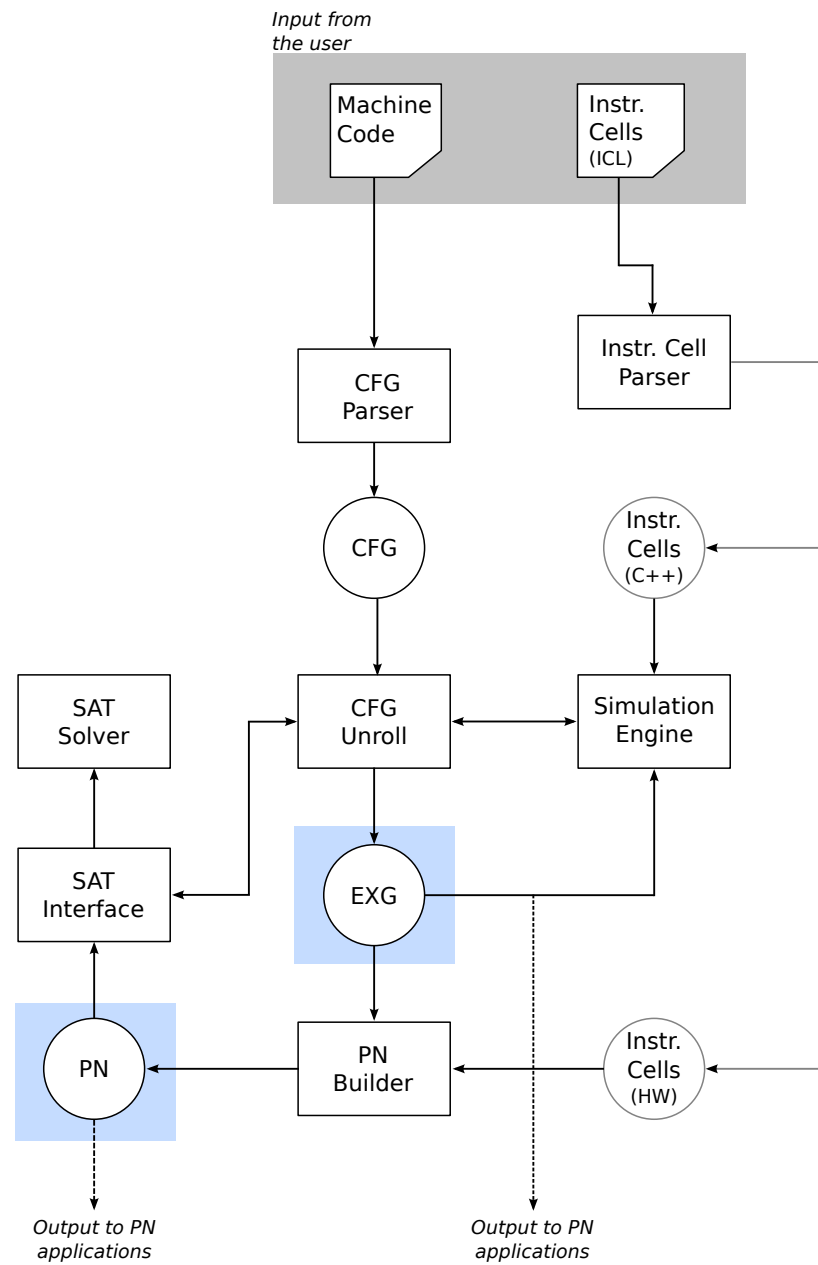 Input from
the user
Machine
Code
Instr.
Cells
(ICL)
Instr. Cell
Parser
CFG
Parser
CFG
Instr.
Cells
(C++)
SAT
Solver
CFG
Unroll
Simulation
Engine
SAT
Interface
EXG
PN
PN
Builder
Instr.
Cells
(HW)
Output to PN
applications
Output to PN
applications